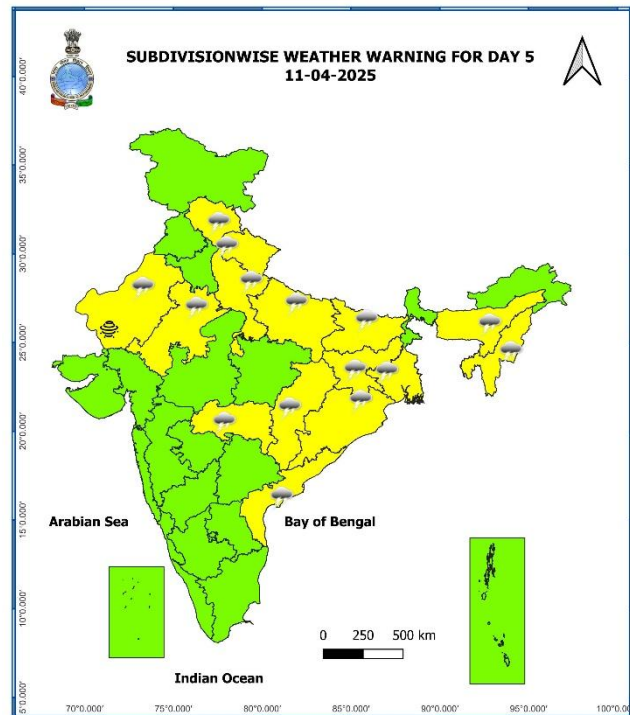 SUBDIVISIONWISE WEATHER WARNING FOR DAY 5
11-04-2025
40°0.000'
35°0.000'
30°0.000'
25°0.000'
20°0.000'
15°0.000'
10°0.000'
5°0.000'
Arabian Sea
Bay of Bengal
0 250 500 km
Indian Ocean
70°0.000' 75°0.000' 80°0.000' 85°0.000' 90°0.000' 95°0.000' 100°0.0